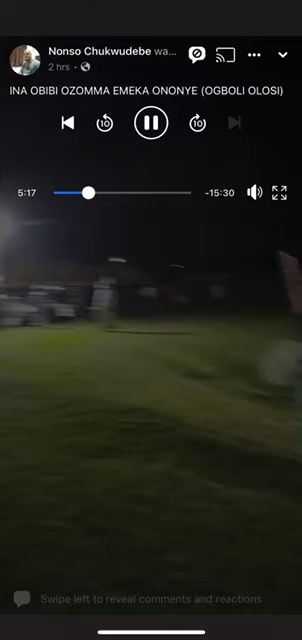 Nonso Chukwudebe wa...
2 hrs •
INA OBIBI OZOMMA EMEKA ONONYE (OGBOLI OLOSI)
10
10
5:17
-15:30
Swipe left to reveal comments and reactions